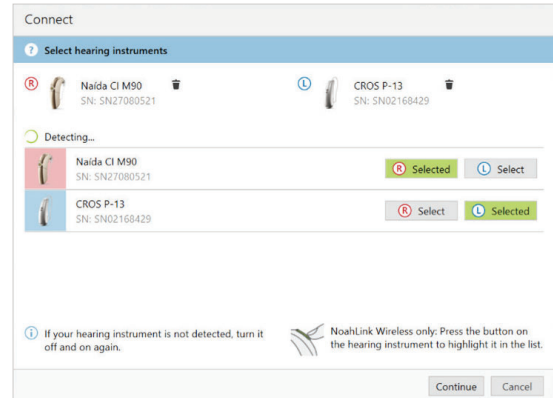 Connect
? Select hearing instruments
R Naída CI M90
SN: SN27080521
L CROS P-13
SN: SN02168429
Detecting...
Naída CI M90
SN: SN27080521
R Selected
L Select
CROS P-13
SN: SN02168429
R Select
L Selected
i If your hearing instrument is not detected, turn it
off and on again.
NoahLink Wireless only: Press the button on
the hearing instrument to highlight it in the list.
Continue
Cancel